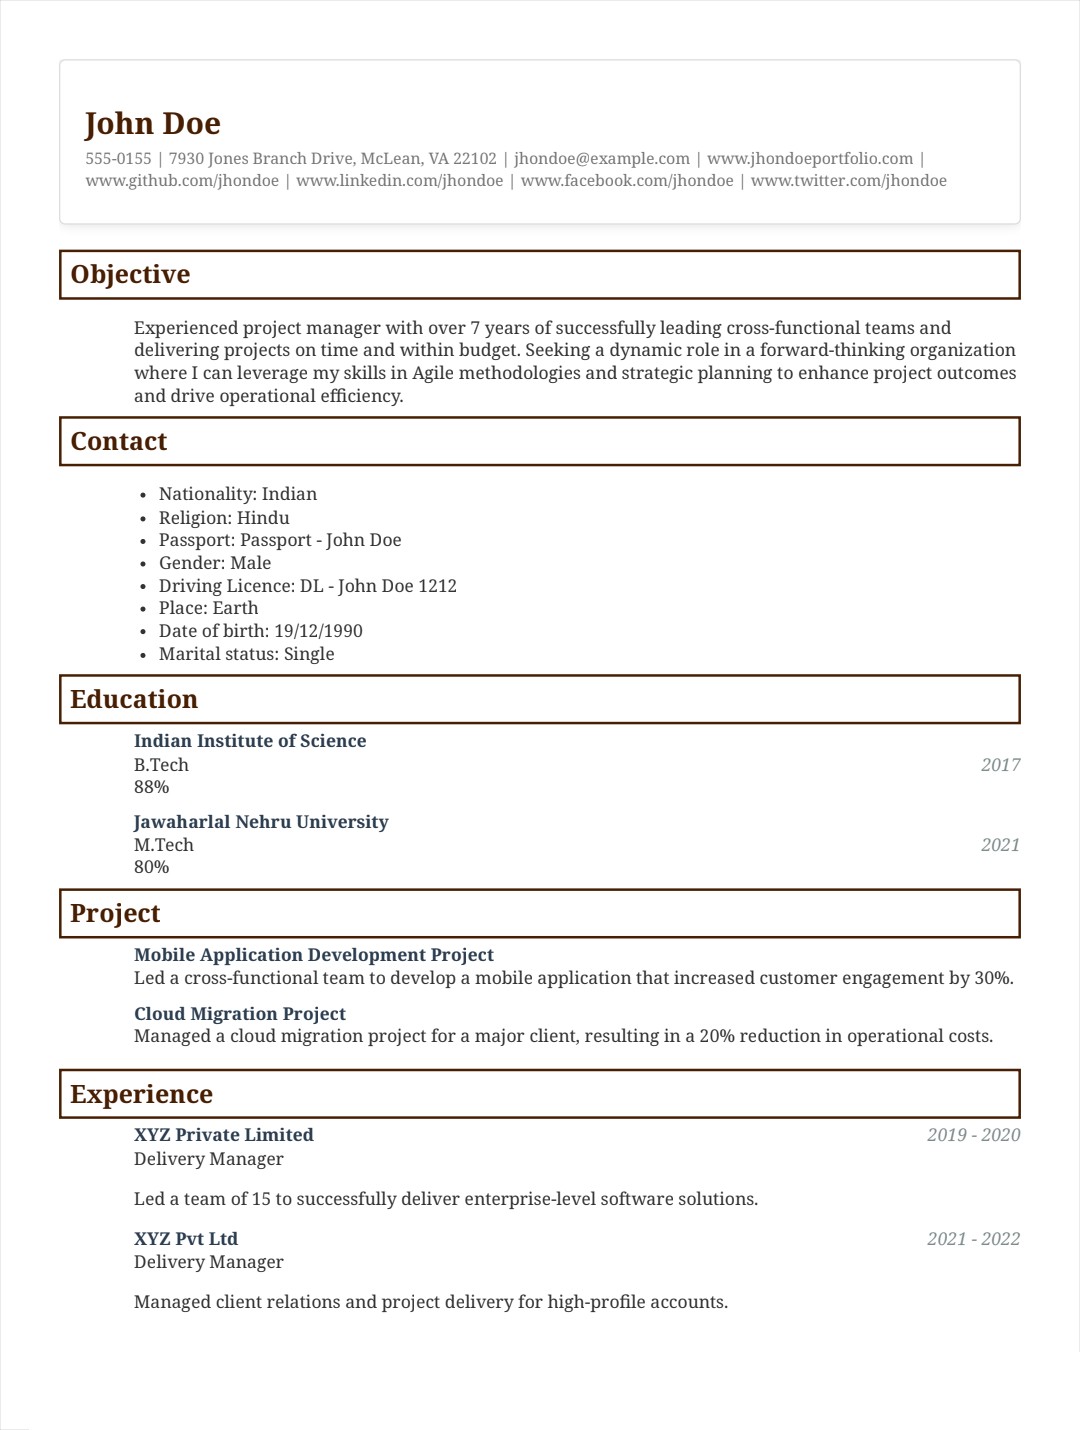 John Doe
555-0155 | 7930 Jones Branch Drive, McLean, VA 22102 | jhondoe@example.com | www.jhondoeportfolio.com |
www.github.com/jhondoe | www.linkedin.com/jhondoe | www.facebook.com/jhondoe | www.twitter.com/jhondoe
Objective
Experienced project manager with over 7 years of successfully leading cross-functional teams and
delivering projects on time and within budget. Seeking a dynamic role in a forward-thinking organization
where I can leverage my skills in Agile methodologies and strategic planning to enhance project outcomes
and drive operational efficiency.
Contact
• Nationality: Indian
• Religion: Hindu
• Passport: Passport - John Doe
• Gender: Male
• Driving Licence: DL - John Doe 1212
• Place: Earth
• Date of birth: 19/12/1990
• Marital status: Single
Education
Indian Institute of Science
B.Tech 2017
88%
Jawaharlal Nehru University
M.Tech 2021
80%
Project
Mobile Application Development Project
Led a cross-functional team to develop a mobile application that increased customer engagement by 30%.
Cloud Migration Project
Managed a cloud migration project for a major client, resulting in a 20% reduction in operational costs.
Experience
XYZ Private Limited 2019 - 2020
Delivery Manager
Led a team of 15 to successfully deliver enterprise-level software solutions.
XYZ Pvt Ltd 2021 - 2022
Delivery Manager
Managed client relations and project delivery for high-profile accounts.